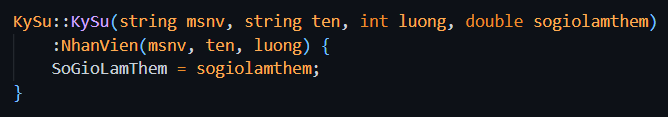 KySu::KySu(string msnv, string ten, int luong, double sogiolamthem)
    :NhanVien(msnv, ten, luong) {
    SoGioLamThem = sogiolamthem;
}